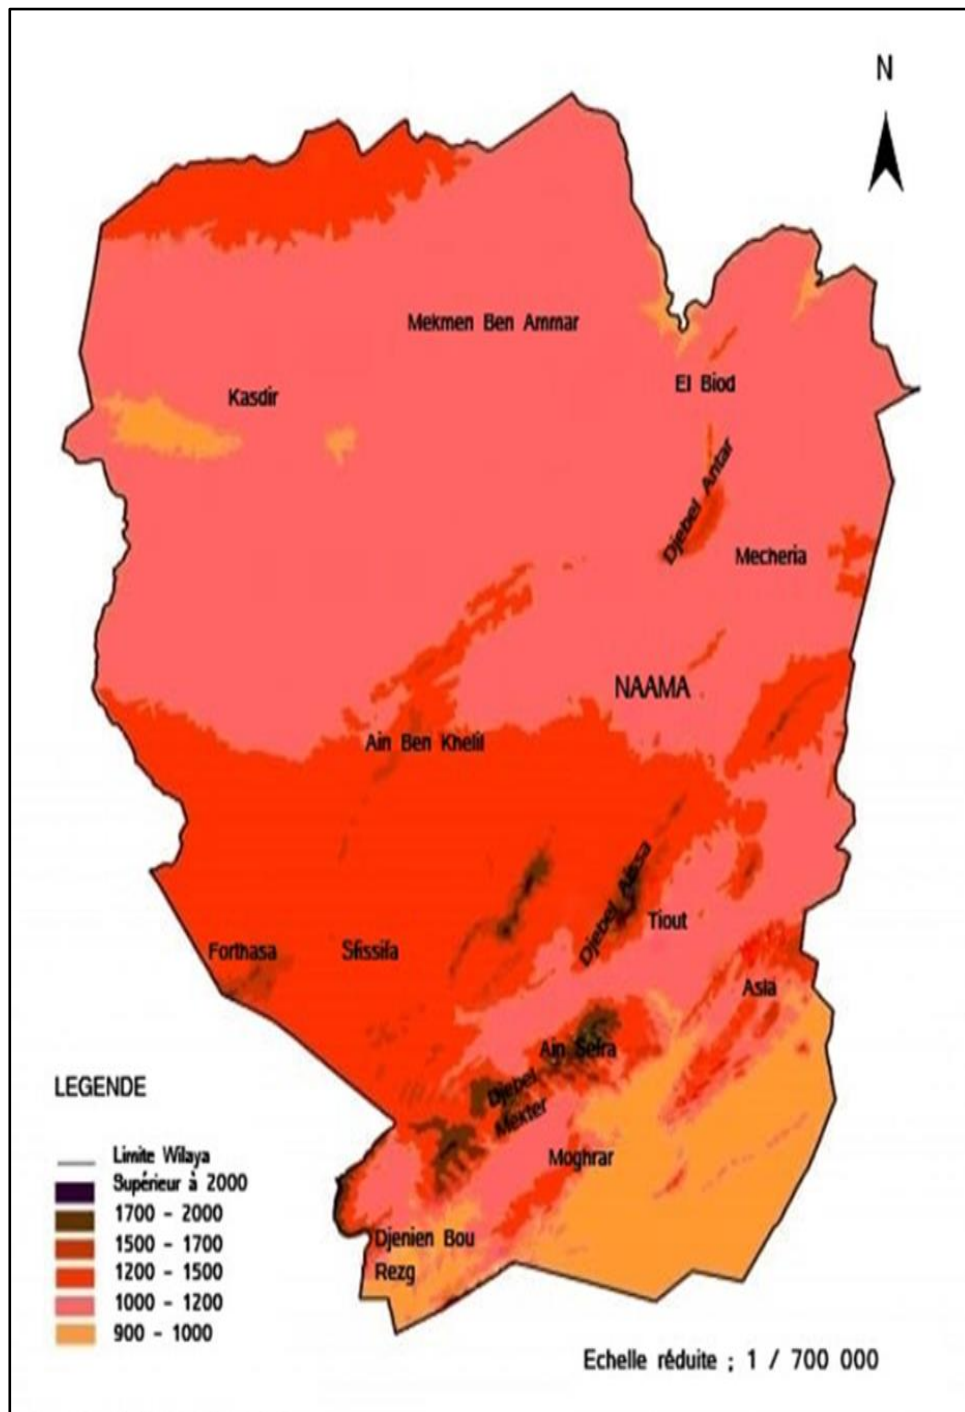 N
Mekmen Ben Ammar
El Biod
Kasdir
Djebel Antar
Mecheria
NAAMA
Ain Ben Khelil
Djebel Aissa
Tiout
Forthasa
Sfissifa
Asla
Ain Sefra
Djebel
Mekter
Moghrar
Djenien Bou
Rezg
LEGENDE
Limite Wilaya
Supérieur à 2000
1700 - 2000
1500 - 1700
1200 - 1500
1000 - 1200
900 - 1000
Echelle réduite ; 1 / 700 000